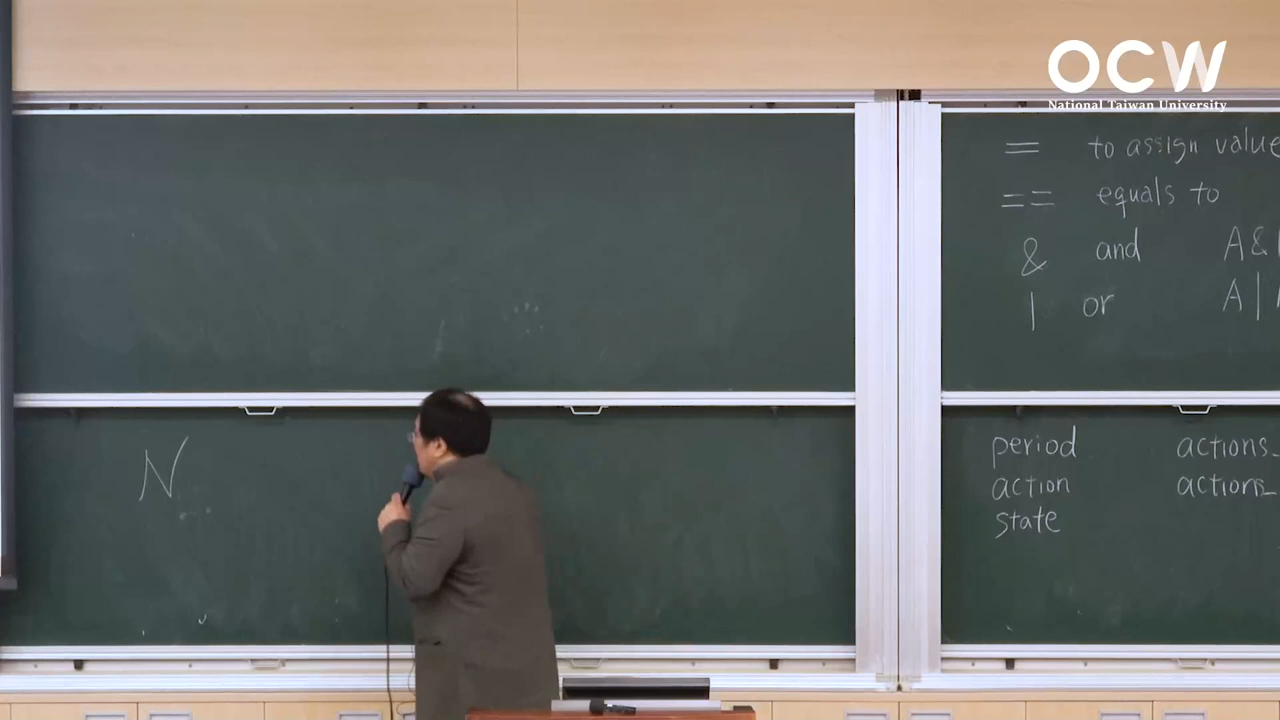 OCW
National Taiwan University
= to assign value
== equals to
& and A &
| or A |
N
period actions_
action actions_
state